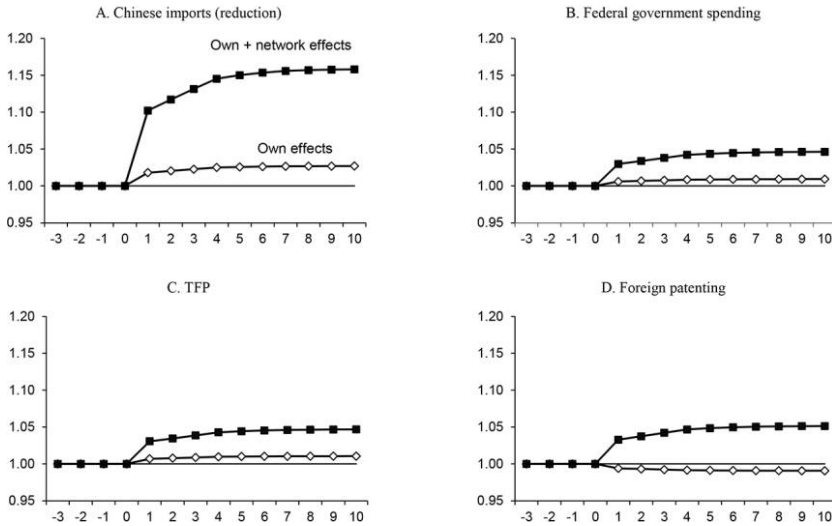 A. Chinese imports (reduction)
B. Federal government spending
1.20
1.15
1.10
1.05
1.00
0.95
Own + network effects
Own effects
-3 -2 -1 0 1 2 3 4 5 6 7 8 9 10
1.20
1.15
1.10
1.05
1.00
0.95
-3 -2 -1 0 1 2 3 4 5 6 7 8 9 10
C. TFP
D. Foreign patenting
1.20
1.15
1.10
1.05
1.00
0.95
-3 -2 -1 0 1 2 3 4 5 6 7 8 9 10
1.20
1.15
1.10
1.05
1.00
0.95
-3 -2 -1 0 1 2 3 4 5 6 7 8 9 10